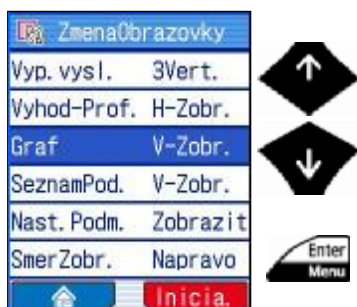 ZmenaObrazovky
Vyp.vysl. 3Vert.
Vyhod-Prof. H-Zobr.
Graf V-Zobr.
SeznamPod. V-Zobr.
Nast.Podm. Zobrazit
SmerZobr. Napravo
Inicia.
Enter
Menu